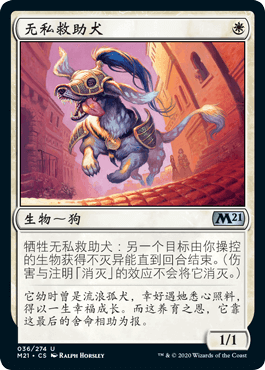 无私救助犬
生物～狗
M21
牺牲无私救助犬：另一个目标由你操控
的生物获得不灭异能直到回合结束。（伤
害与注明「消灭」的效应不会将它消灭。）
它幼时曾是流浪孤犬，幸好遇她悉心照料，
得以一生幸福成长。而这养育之恩，它靠
这最后的舍命相助为报。
1/1
036/274 U
M21 • CS RALPH HORSLEY
™ & © 2020 Wizards of the Coast